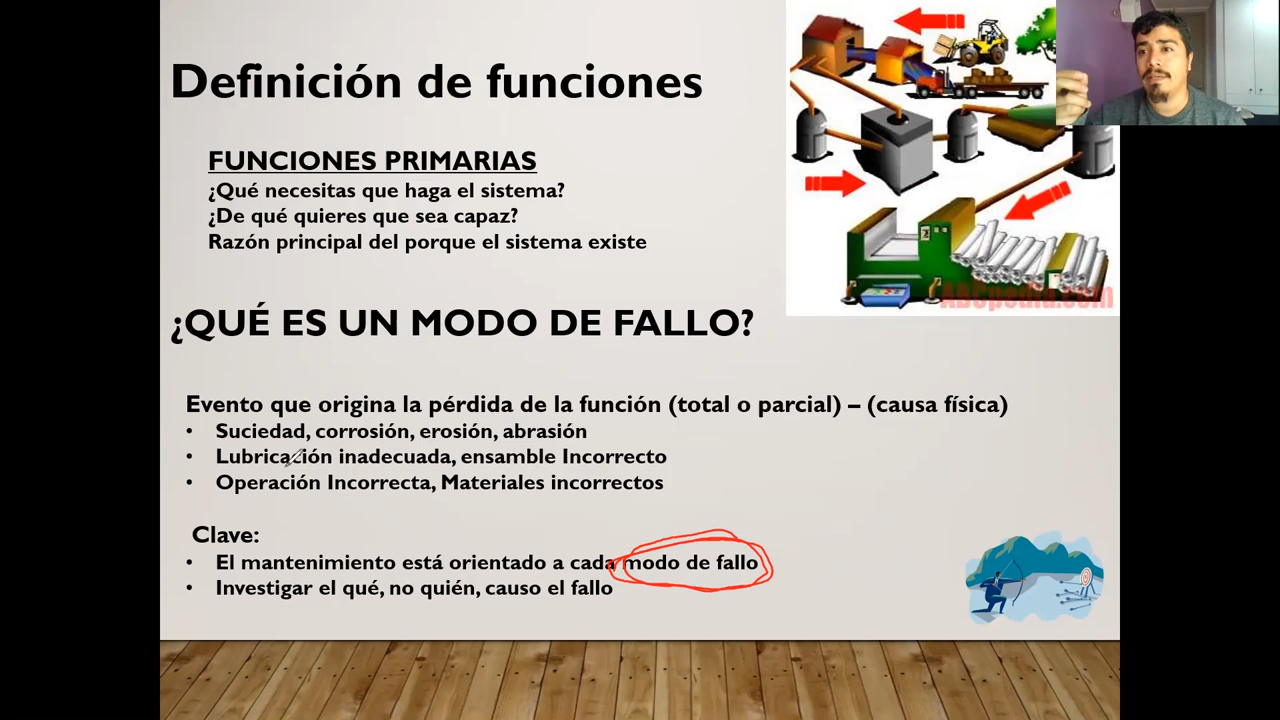 Definición de funciones
FUNCIONES PRIMARIAS
¿Qué necesitas que haga el sistema?
¿De qué quieres que sea capaz?
Razón principal del porque el sistema existe
ABCpedia.com
¿QUÉ ES UN MODO DE FALLO?
Evento que origina la pérdida de la función (total o parcial) – (causa física)
• Suciedad, corrosión, erosión, abrasión
• Lubricación inadecuada, ensamble Incorrecto
• Operación Incorrecta, Materiales incorrectos
Clave:
• El mantenimiento está orientado a cada modo de fallo
• Investigar el qué, no quién, causo el fallo